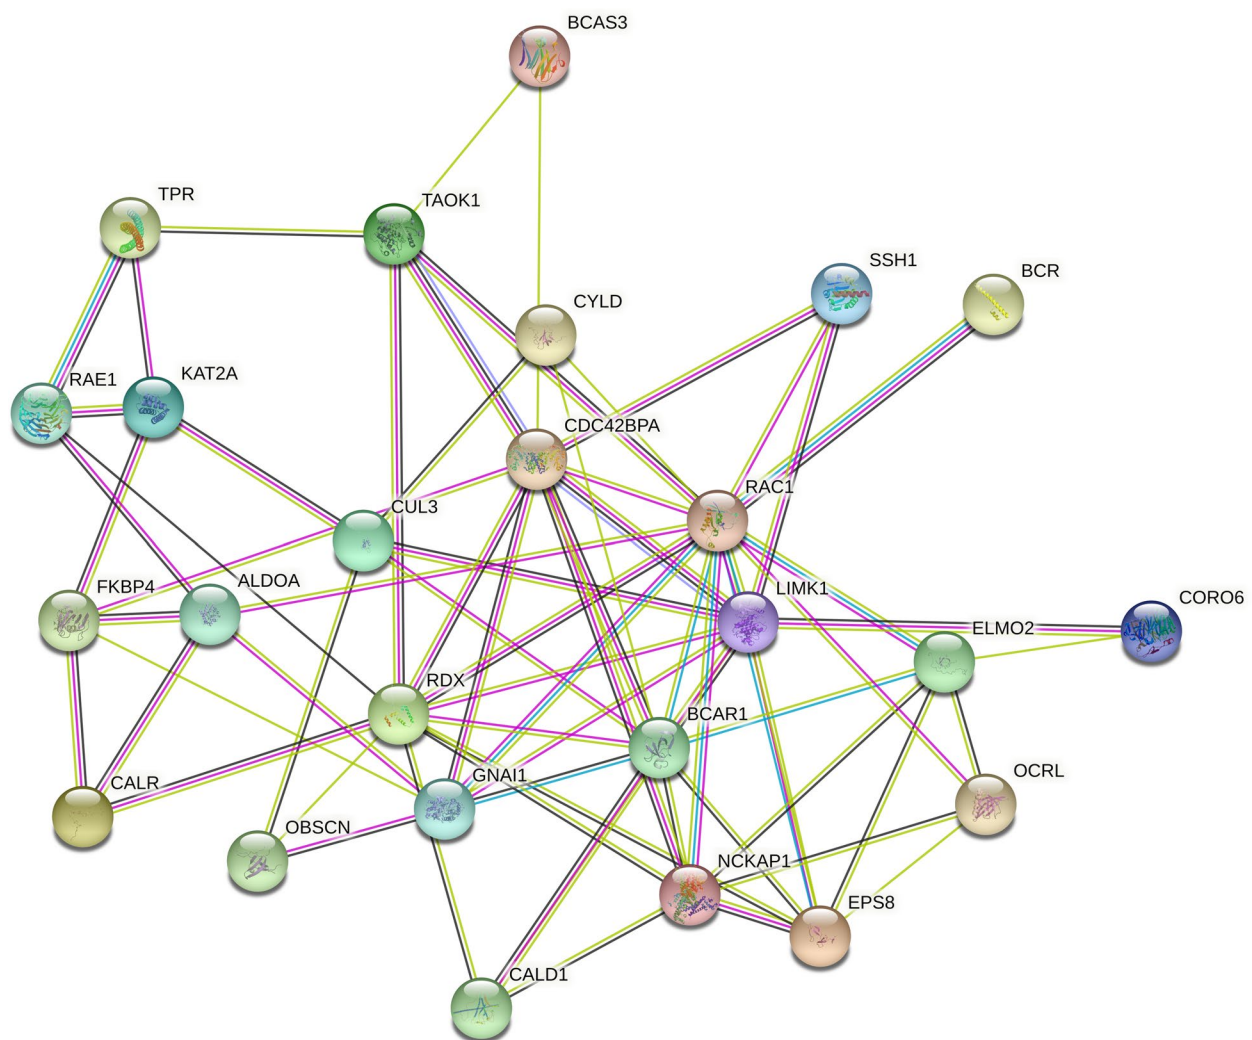 BCAS3
TPR
TAOK1
SSH1
BCR
CYLD
RAE1
KAT2A
CDC42BPA
RAC1
CUL3
FKBP4
ALDOA
LIMK1
CORO6
ELMO2
RDX
BCAR1
CALR
GNAI1
OCRL
OBSCN
NCKAP1
EPS8
CALD1